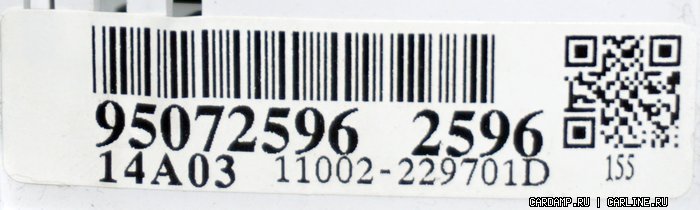 95072596 2596
14A03 11002-229701D 155
CARDAMP.RU | CARLINE.RU